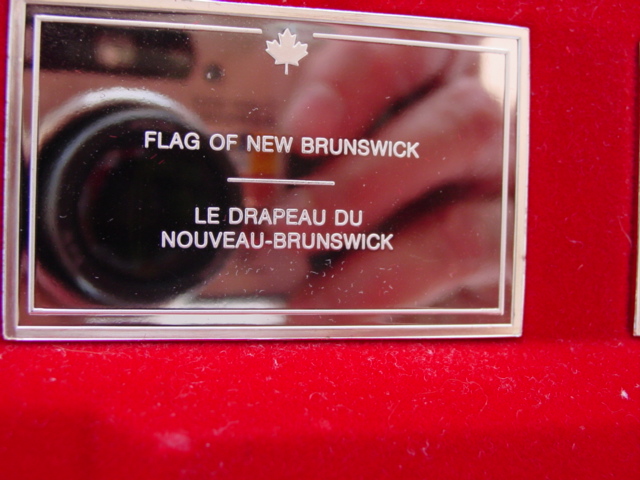 FLAG OF NEW BRUNSWICK
LE DRAPEAU DU
NOUVEAU-BRUNSWICK